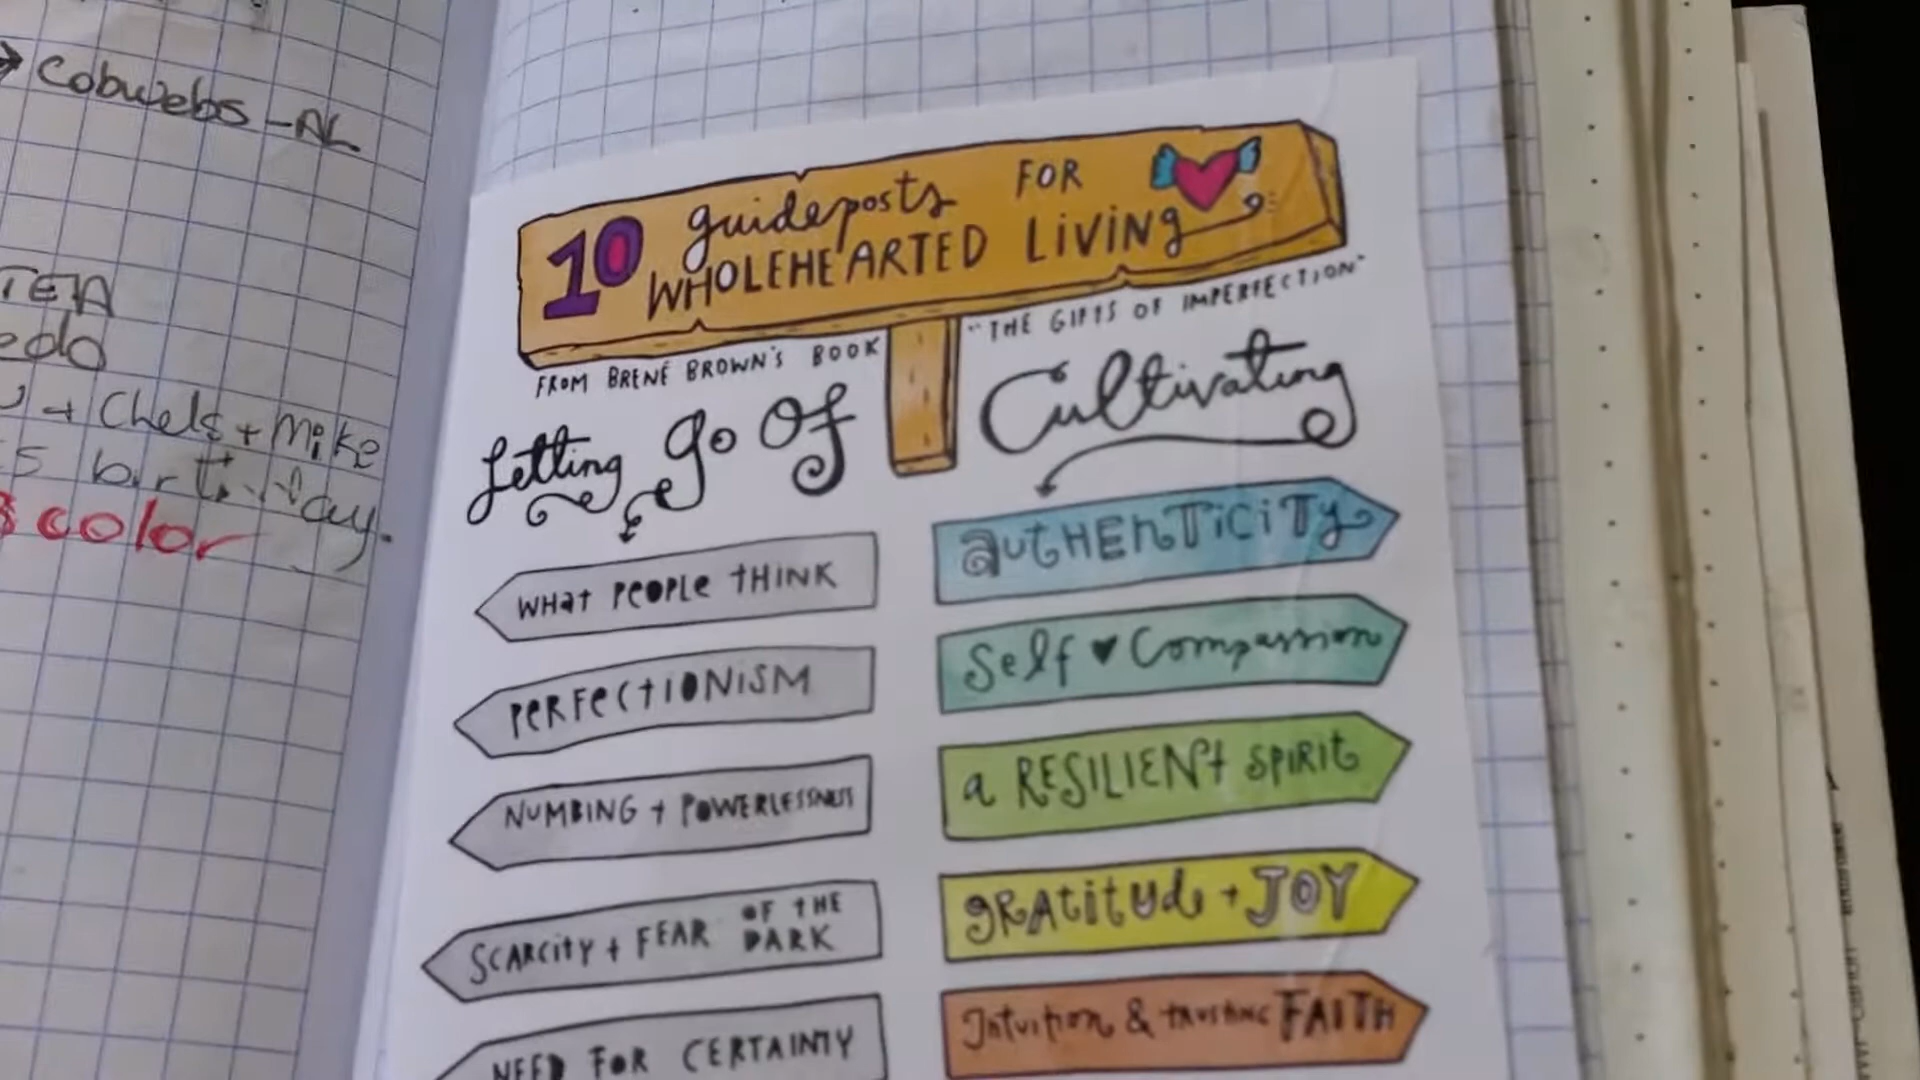 → Cobwebs - AL
+ Chels + Mike
birthday.
color
10 guideposts FOR
WHOLEHEARTED LiViNg
FROM BRENÉ BROWN'S BOOK
"THE GIFTS OF IMPERFECTION"
Letting go Of
Cultivating
WHat PEOPLe tHINK
aUtHEnTiCiTy
PeRFeCtIONiSM
Self ♥ Compassion
NUMBING + POWERLESSNESS
a RESILIENt SPIRit
SCARCity + FEAR OF tHE
DARK
gRAtitUde + JOY
NEED FOR CERTAINTY
Intuition & tRUStiNG FAITH